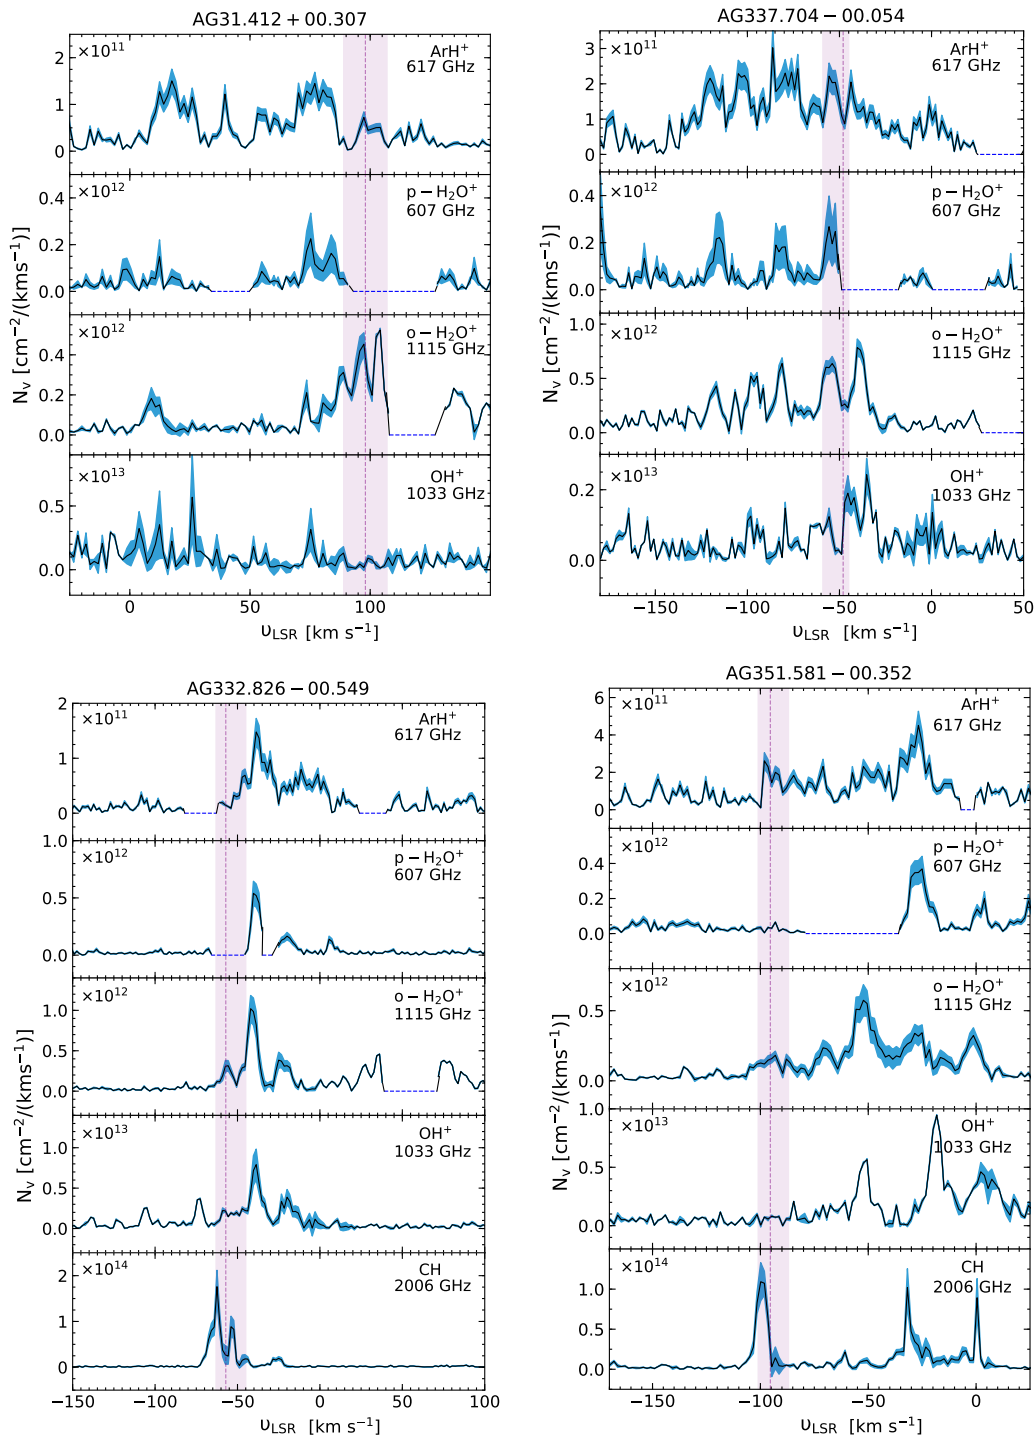 AG31.412 + 00.307
×10¹¹
ArH⁺
617 GHz
2
1
0
×10¹²
p − H₂O⁺
607 GHz
0.4
0.2
0.0
×10¹²
o − H₂O⁺
1115 GHz
0.4
0.2
0.0
×10¹³
OH⁺
1033 GHz
0.5
0.0
Nᵥ [cm⁻²/(kms⁻¹)]
0 50 100
υLSR [km s⁻¹]
AG337.704 − 00.054
×10¹¹
ArH⁺
617 GHz
3
2
1
0
×10¹²
p − H₂O⁺
607 GHz
0.4
0.2
0.0
×10¹²
o − H₂O⁺
1115 GHz
1.0
0.5
0.0
×10¹³
OH⁺
1033 GHz
0.2
0.0
Nᵥ [cm⁻²/(kms⁻¹)]
−150 −100 −50 0 50
υLSR [km s⁻¹]
AG332.826 − 00.549
×10¹¹
ArH⁺
617 GHz
2
1
0
×10¹²
p − H₂O⁺
607 GHz
1.0
0.5
0.0
×10¹²
o − H₂O⁺
1115 GHz
1.0
0.5
0.0
×10¹³
OH⁺
1033 GHz
1.0
0.5
0.0
×10¹⁴
CH
2006 GHz
2
1
0
Nᵥ [cm⁻²/(kms⁻¹)]
−150 −100 −50 0 50 100
υLSR [km s⁻¹]
AG351.581 − 00.352
×10¹¹
ArH⁺
617 GHz
6
4
2
0
×10¹²
p − H₂O⁺
607 GHz
0.4
0.2
0.0
×10¹²
o − H₂O⁺
1115 GHz
0.5
0.0
×10¹³
OH⁺
1033 GHz
1.0
0.5
0.0
×10¹⁴
CH
2006 GHz
1.0
0.5
0.0
Nᵥ [cm⁻²/(kms⁻¹)]
−150 −100 −50 0
υLSR [km s⁻¹]